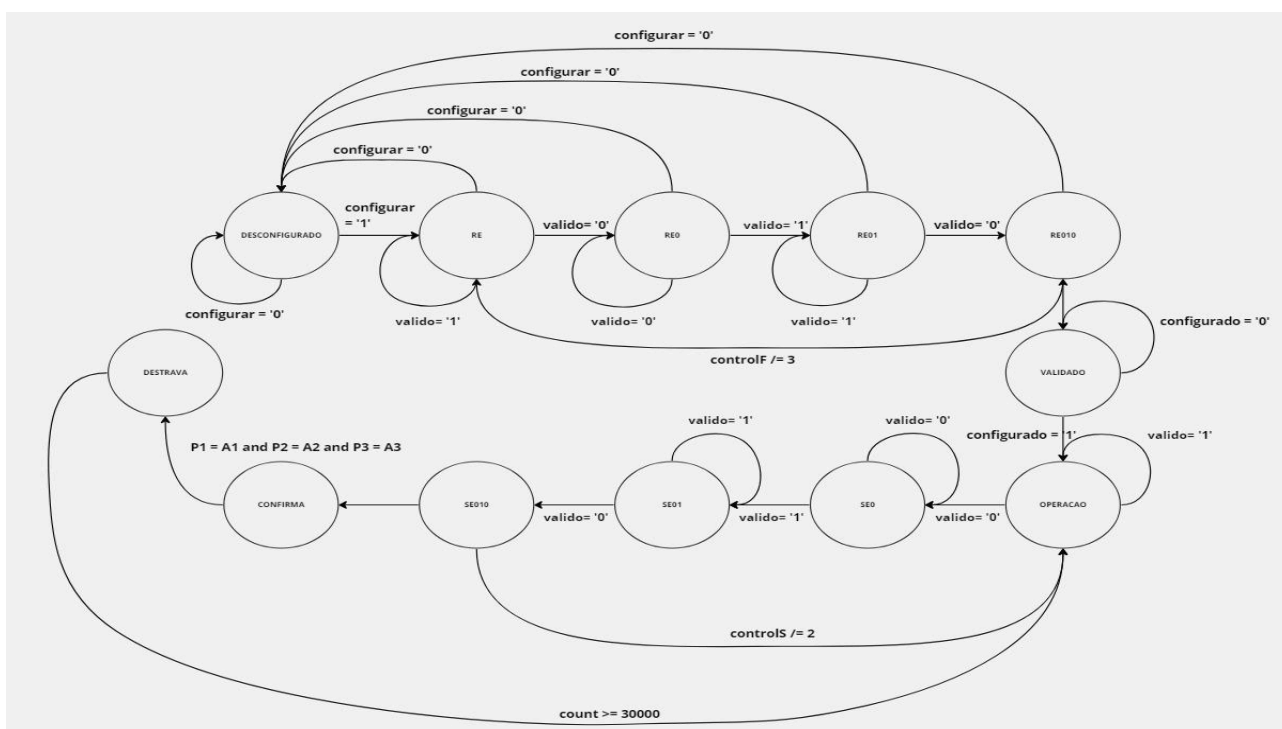 configurar = '0'
configurar = '0'
configurar = '0'
configurar = '0'
configurar
= '1'
valido= '0'
valido= '1'
valido= '0'
DESCONFIGURADO
RE
RE0
RE01
RE010
configurar = '0'
valido= '1'
valido= '0'
valido= '1'
configurado = '0'
controlF /= 3
DESTRAVA
VALIDADO
valido= '1'
valido= '0'
configurado = '1'
valido= '1'
P1 = A1 and P2 = A2 and P3 = A3
CONFIRMA
SE010
SE01
SE0
OPERACAO
valido= '0'
valido= '1'
valido= '0'
controlS /= 2
count >= 30000